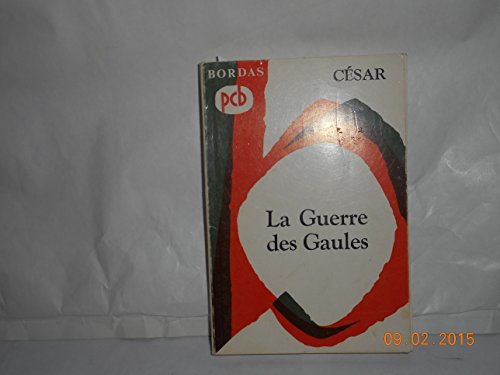 BORDAS
CÉSAR
pcb
La Guerre
des Gaules
09.02.2015